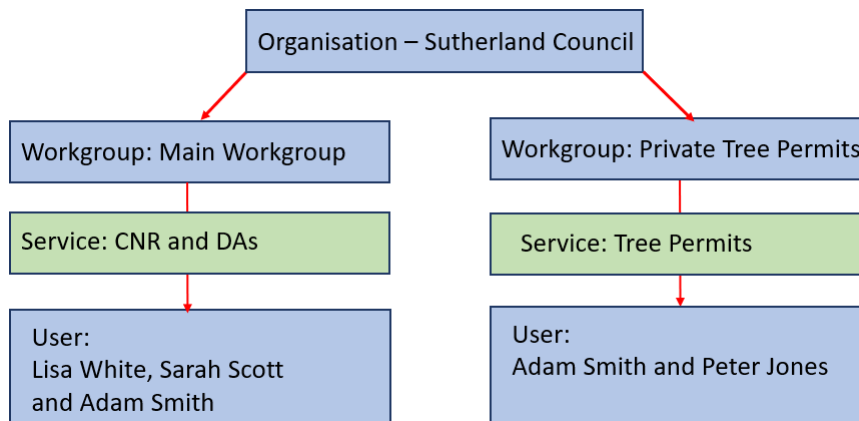 Organisation – Sutherland Council
Workgroup: Main Workgroup
Workgroup: Private Tree Permits
Service: CNR and DAs
Service: Tree Permits
User:
Lisa White, Sarah Scott
and Adam Smith
User:
Adam Smith and Peter Jones